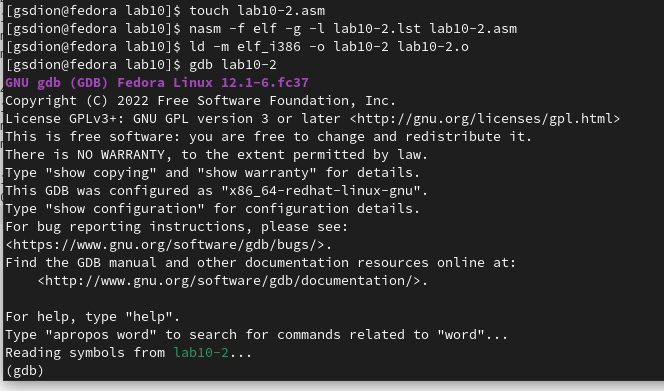 [gsdion@fedora lab10]$ touch lab10-2.asm
[gsdion@fedora lab10]$ nasm -f elf -g -l lab10-2.lst lab10-2.asm
[gsdion@fedora lab10]$ ld -m elf_i386 -o lab10-2 lab10-2.o
[gsdion@fedora lab10]$ gdb lab10-2
GNU gdb (GDB) Fedora Linux 12.1-6.fc37
Copyright (C) 2022 Free Software Foundation, Inc.
License GPLv3+: GNU GPL version 3 or later <http://gnu.org/licenses/gpl.html>
This is free software: you are free to change and redistribute it.
There is NO WARRANTY, to the extent permitted by law.
Type "show copying" and "show warranty" for details.
This GDB was configured as "x86_64-redhat-linux-gnu".
Type "show configuration" for configuration details.
For bug reporting instructions, please see:
<https://www.gnu.org/software/gdb/bugs/>.
Find the GDB manual and other documentation resources online at:
    <http://www.gnu.org/software/gdb/documentation/>.

For help, type "help".
Type "apropos word" to search for commands related to "word"...
Reading symbols from lab10-2...
(gdb)